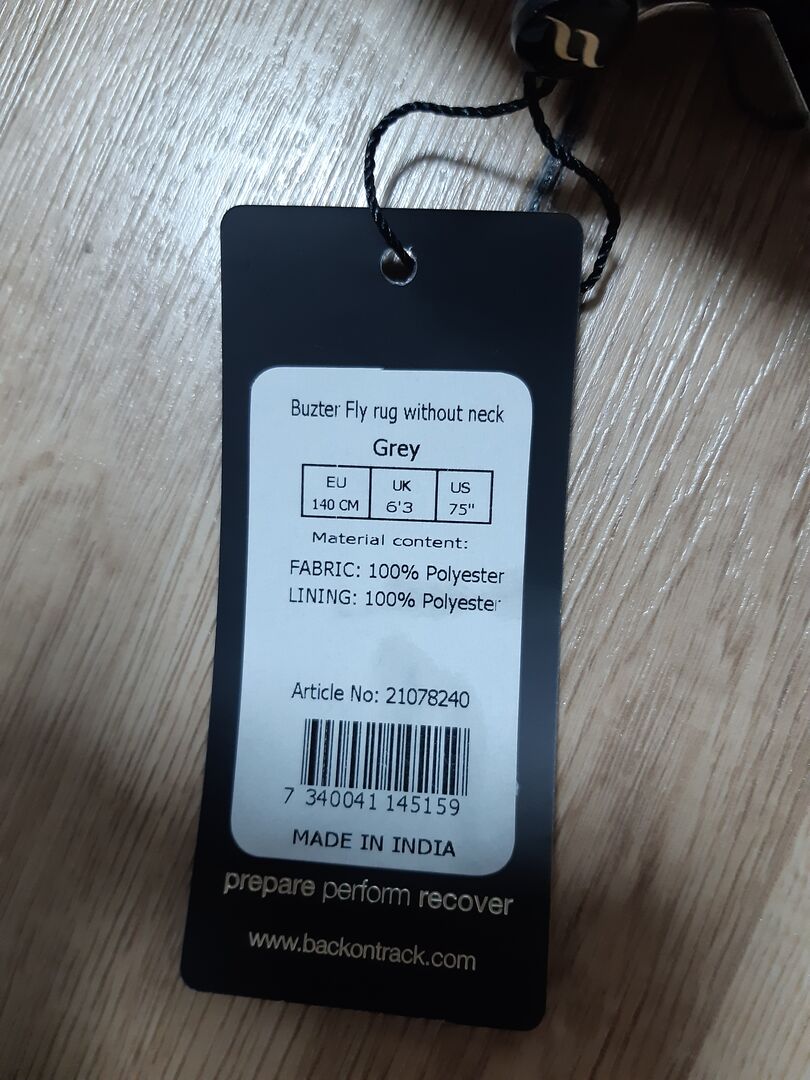 Buzter Fly rug without neck
Grey
EU UK US
140 CM 6'3 75"
Material content:
FABRIC: 100% Polyester
LINING: 100% Polyester
Article No: 21078240
7 340041 145159
MADE IN INDIA
prepare perform recover
www.backontrack.com